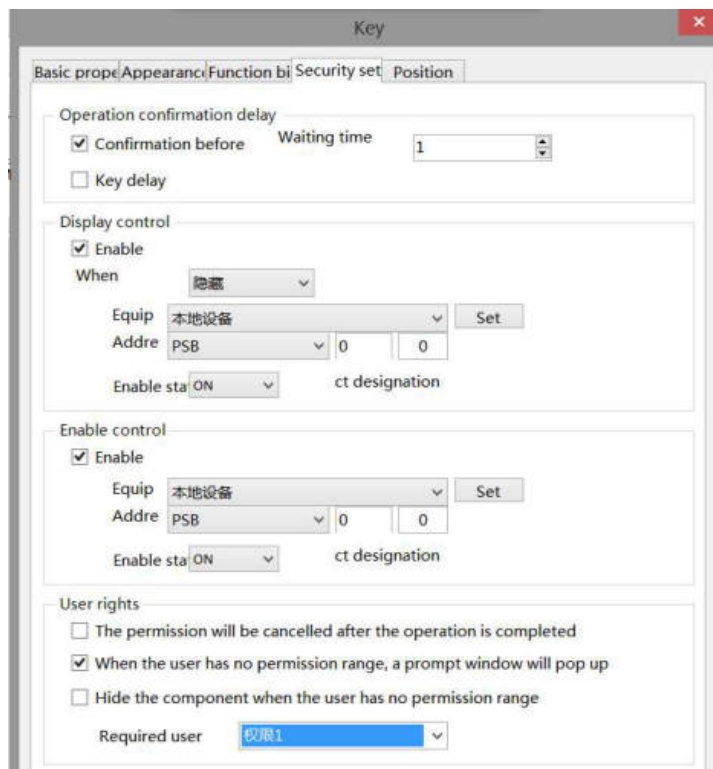 Key
Basic prope Appearanc Function bi Security set Position
Operation confirmation delay
Confirmation before Waiting time 1
Key delay
Display control
Enable
When 隐藏
Equip 本地设备 Set
Addre PSB 0 0
Enable sta ON ct designation
Enable control
Enable
Equip 本地设备 Set
Addre PSB 0 0
Enable sta ON ct designation
User rights
The permission will be cancelled after the operation is completed
When the user has no permission range, a prompt window will pop up
Hide the component when the user has no permission range
Required user 权限1